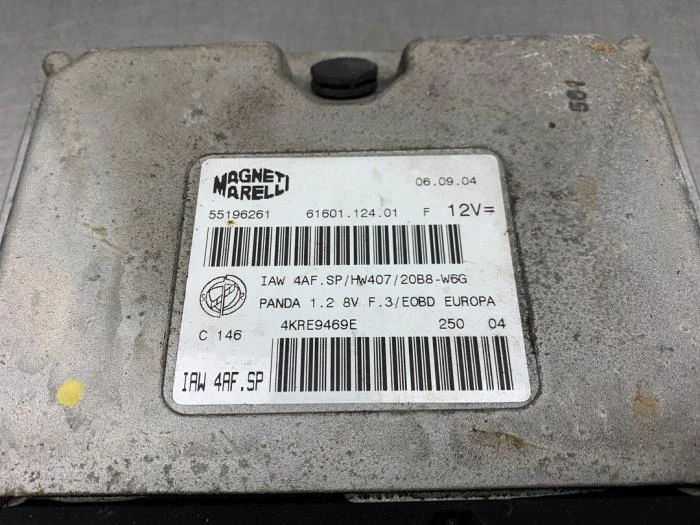 561
MAGNETI
MARELLI
06.09.04
55196261 61601.124.01 F 12V=
IAW 4AF.SP/HW407/20B8-W6G
PANDA 1.2 8V F.3/EOBD EUROPA
C 146 4KRE9469E 250 04
IAW 4AF.SP